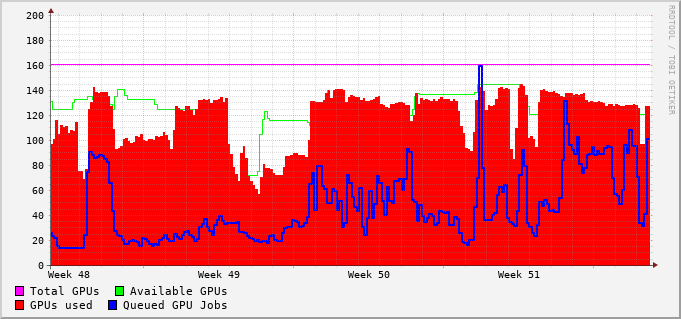 200
180
160
140
120
100
80
60
40
20
0
Week 48 Week 49 Week 50 Week 51
Total GPUs Available GPUs
GPUs used Queued GPU Jobs
RRDTOOL / TOBI OETIKER